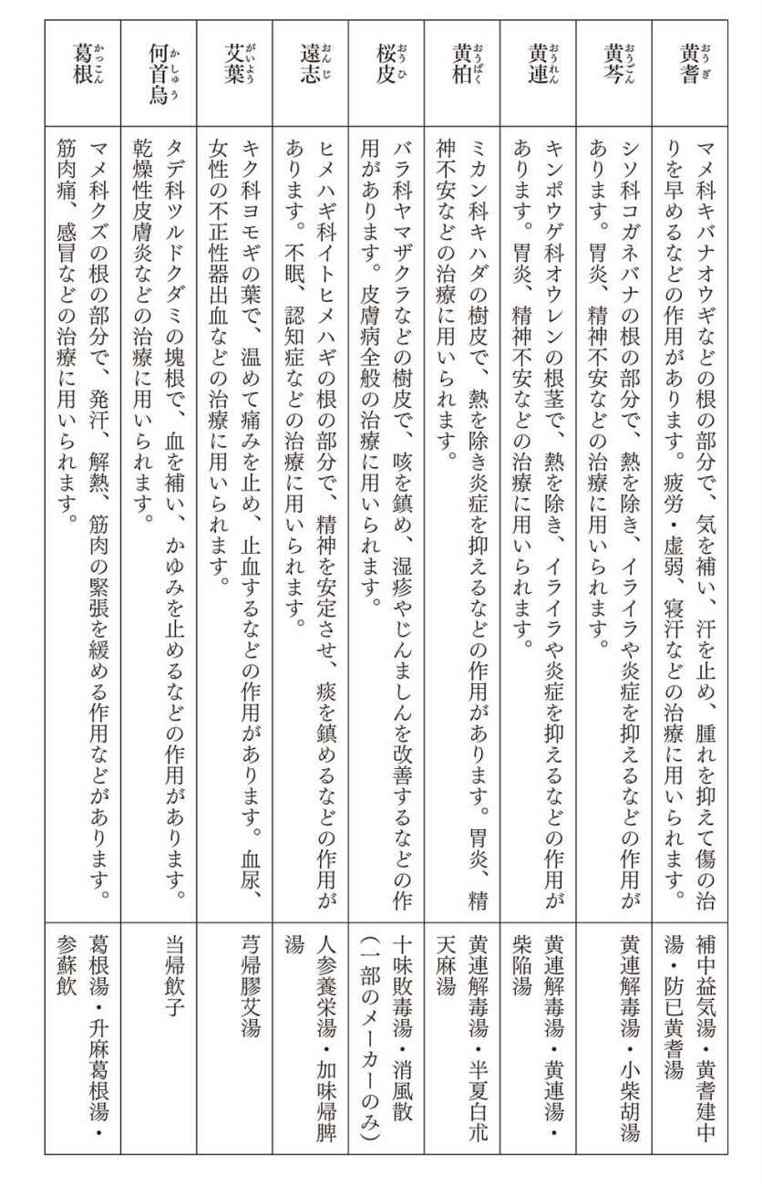 黄耆
おうぎ
マメ科キバナオウギなどの根の部分で、気を補い、汗を止め、腫れを抑えて傷の治
りを早めるなどの作用があります。疲労・虚弱、寝汗などの治療に用いられます。
補中益気湯・黄耆建中
湯・防已黄耆湯
黄芩
おうごん
シソ科コガネバナの根の部分で、熱を除き、イライラや炎症を抑えるなどの作用が
あります。胃炎、精神不安などの治療に用いられます。
黄連解毒湯・小柴胡湯
黄連
おうれん
キンポウゲ科オウレンの根茎で、熱を除き、イライラや炎症を抑えるなどの作用が
あります。胃炎、精神不安などの治療に用いられます。
黄連解毒湯・黄連湯・
柴陥湯
黄柏
おうばく
ミカン科キハダの樹皮で、熱を除き炎症を抑えるなどの作用があります。胃炎、精
神不安などの治療に用いられます。
黄連解毒湯・半夏白朮
天麻湯
桜皮
おうひ
バラ科ヤマザクラなどの樹皮で、咳を鎮め、湿疹やじんましんを改善するなどの作
用があります。皮膚病全般の治療に用いられます。
十味敗毒湯・消風散
(一部のメーカーのみ)
遠志
おんじ
ヒメハギ科イトヒメハギの根の部分で、精神を安定させ、痰を鎮めるなどの作用が
あります。不眠、認知症などの治療に用いられます。
人参養栄湯・加味帰脾
湯
艾葉
がいよう
キク科ヨモギの葉で、温めて痛みを止め、止血するなどの作用があります。血尿、
女性の不正性器出血などの治療に用いられます。
芎帰膠艾湯
何首烏
かしゅう
タデ科ツルドクダミの塊根で、血を補い、かゆみを止めるなどの作用があります。
乾燥性皮膚炎などの治療に用いられます。
当帰飲子
葛根
かっこん
マメ科クズの根の部分で、発汗、解熱、筋肉の緊張を緩める作用などがあります。
筋肉痛、感冒などの治療に用いられます。
葛根湯・升麻葛根湯・
参蘇飲